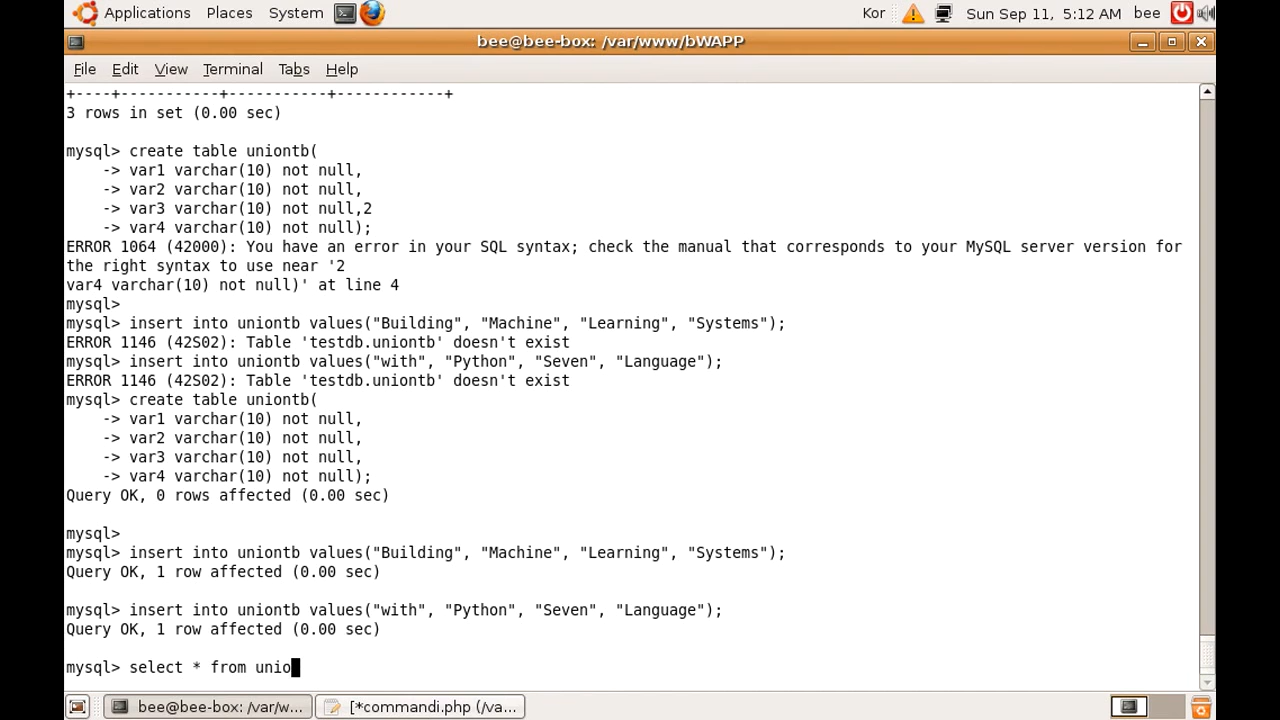 Applications Places System Kor Sun Sep 11, 5:12 AM bee
bee@bee-box: /var/www/bWAPP
File Edit View Terminal Tabs Help
+----+-----------+-----------+------------+
3 rows in set (0.00 sec)
mysql> create table uniontb(
-> var1 varchar(10) not null,
-> var2 varchar(10) not null,
-> var3 varchar(10) not null,2
-> var4 varchar(10) not null);
ERROR 1064 (42000): You have an error in your SQL syntax; check the manual that corresponds to your MySQL server version for
the right syntax to use near '2
var4 varchar(10) not null)' at line 4
mysql>
mysql> insert into uniontb values("Building", "Machine", "Learning", "Systems");
ERROR 1146 (42S02): Table 'testdb.uniontb' doesn't exist
mysql> insert into uniontb values("with", "Python", "Seven", "Language");
ERROR 1146 (42S02): Table 'testdb.uniontb' doesn't exist
mysql> create table uniontb(
-> var1 varchar(10) not null,
-> var2 varchar(10) not null,
-> var3 varchar(10) not null,
-> var4 varchar(10) not null);
Query OK, 0 rows affected (0.00 sec)
mysql>
mysql> insert into uniontb values("Building", "Machine", "Learning", "Systems");
Query OK, 1 row affected (0.00 sec)
mysql> insert into uniontb values("with", "Python", "Seven", "Language");
Query OK, 1 row affected (0.00 sec)
mysql> select * from unio
bee@bee-box: /var/w... [*commandi.php (/va...